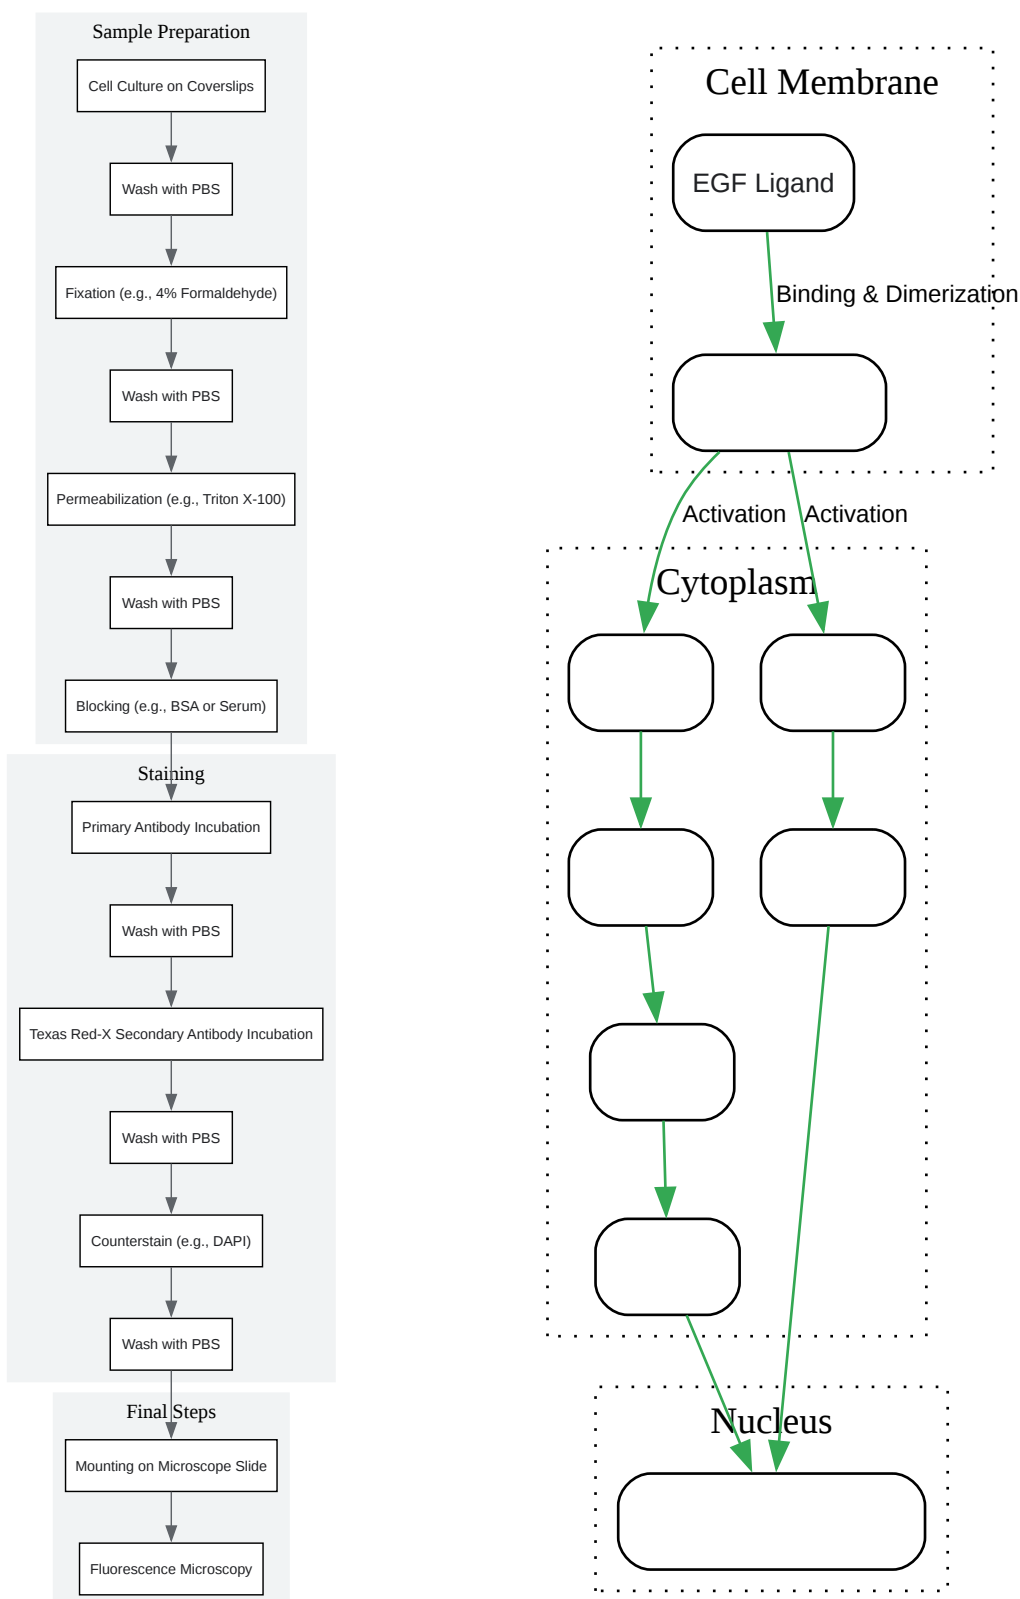 Sample Preparation
Cell Culture on Coverslips
Wash with PBS
Fixation (e.g., 4% Formaldehyde)
Wash with PBS
Permeabilization (e.g., Triton X-100)
Wash with PBS
Blocking (e.g., BSA or Serum)
Staining
Primary Antibody Incubation
Wash with PBS
Texas Red-X Secondary Antibody Incubation
Wash with PBS
Counterstain (e.g., DAPI)
Wash with PBS
Final Steps
Mounting on Microscope Slide
Fluorescence Microscopy
Cell Membrane
EGF Ligand
Binding & Dimerization
Activation
Activation
Cytoplasm
Nucleus